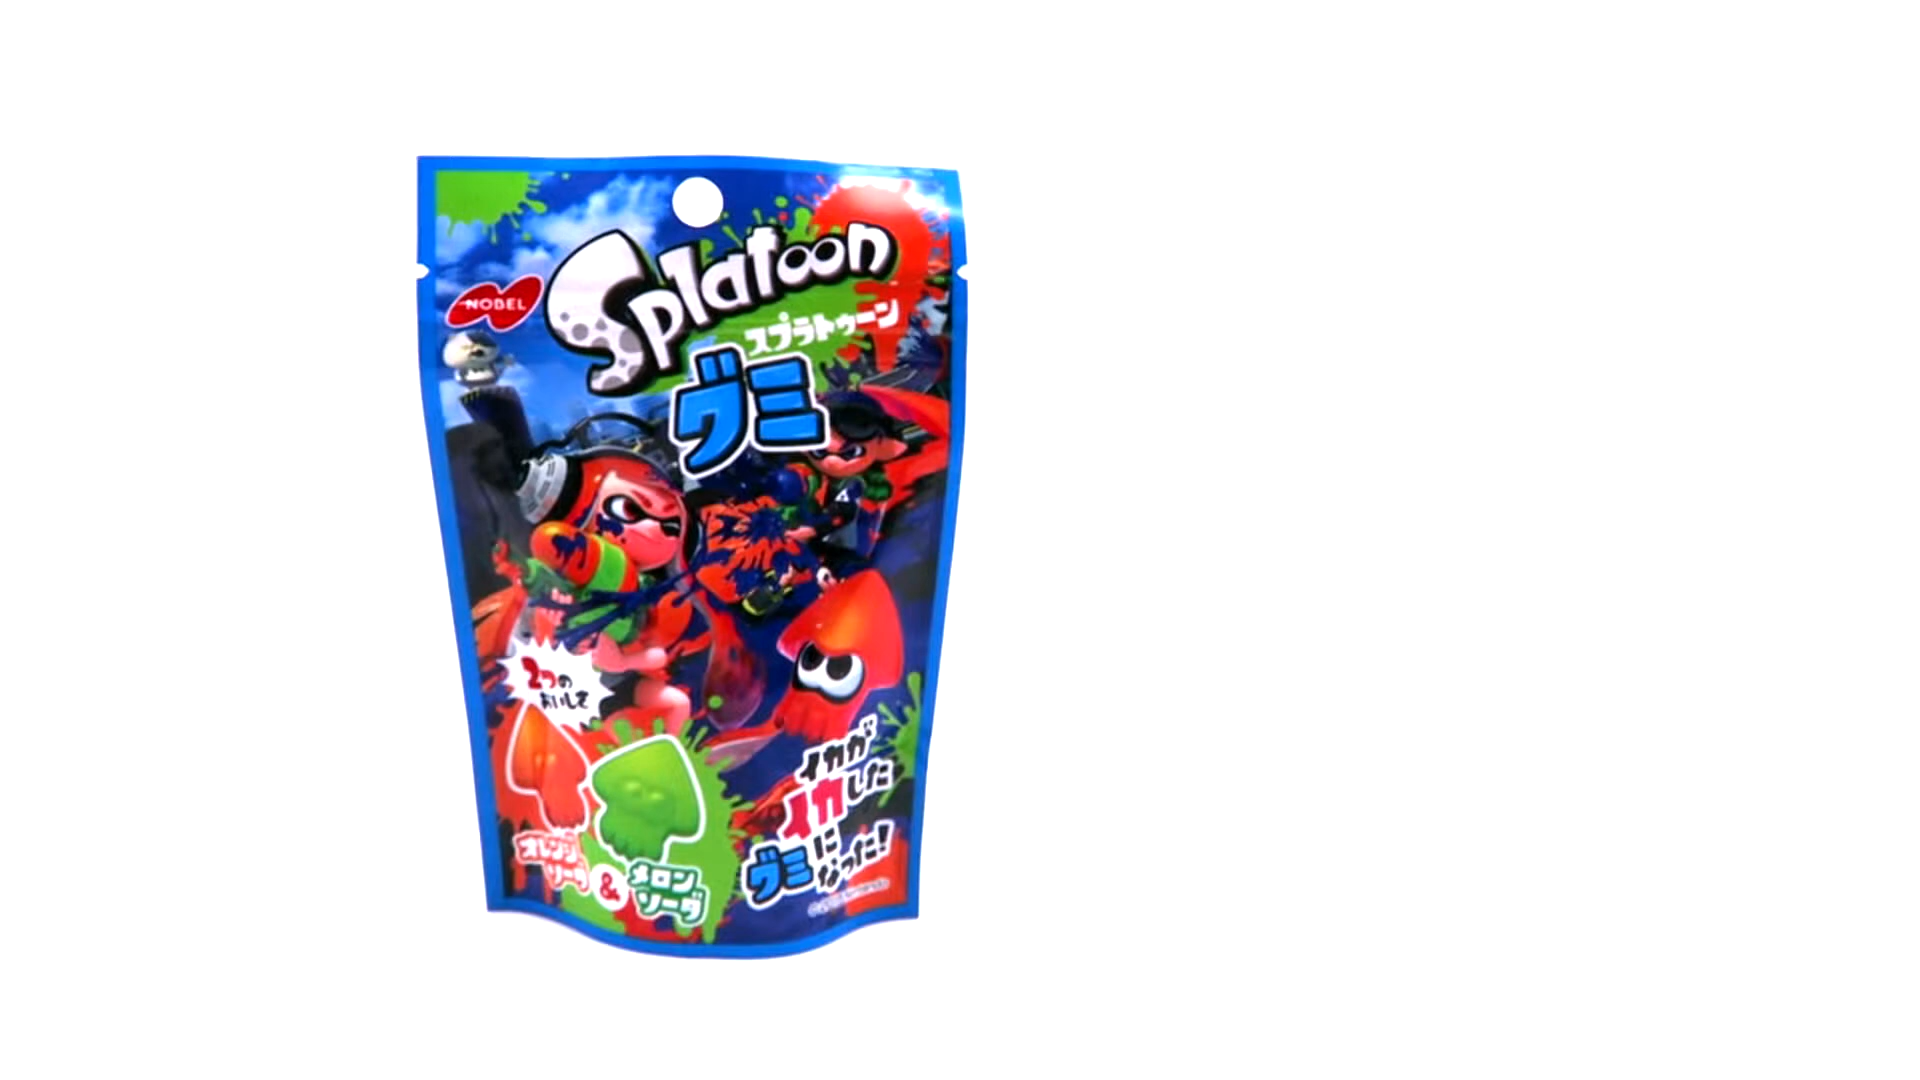 Splatoon
スプラトゥーン
NOBEL
グミ
2つの
おいしさ
イカが
イカした
グミに
なった!
オレンジ
ソーダ
&
メロン
ソーダ
Nintendo